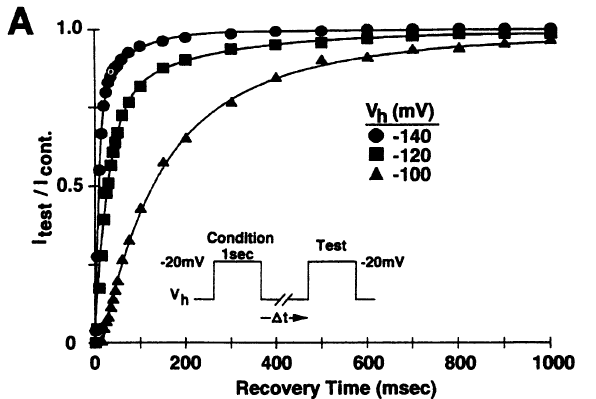 A
1.0
0.5
0
I test / I cont.
Vh (mV)
-140
-120
-100
Condition
1sec
Test
-20mV
-20mV
Vh
-Δt→
0 200 400 600 800 1000
Recovery Time (msec)